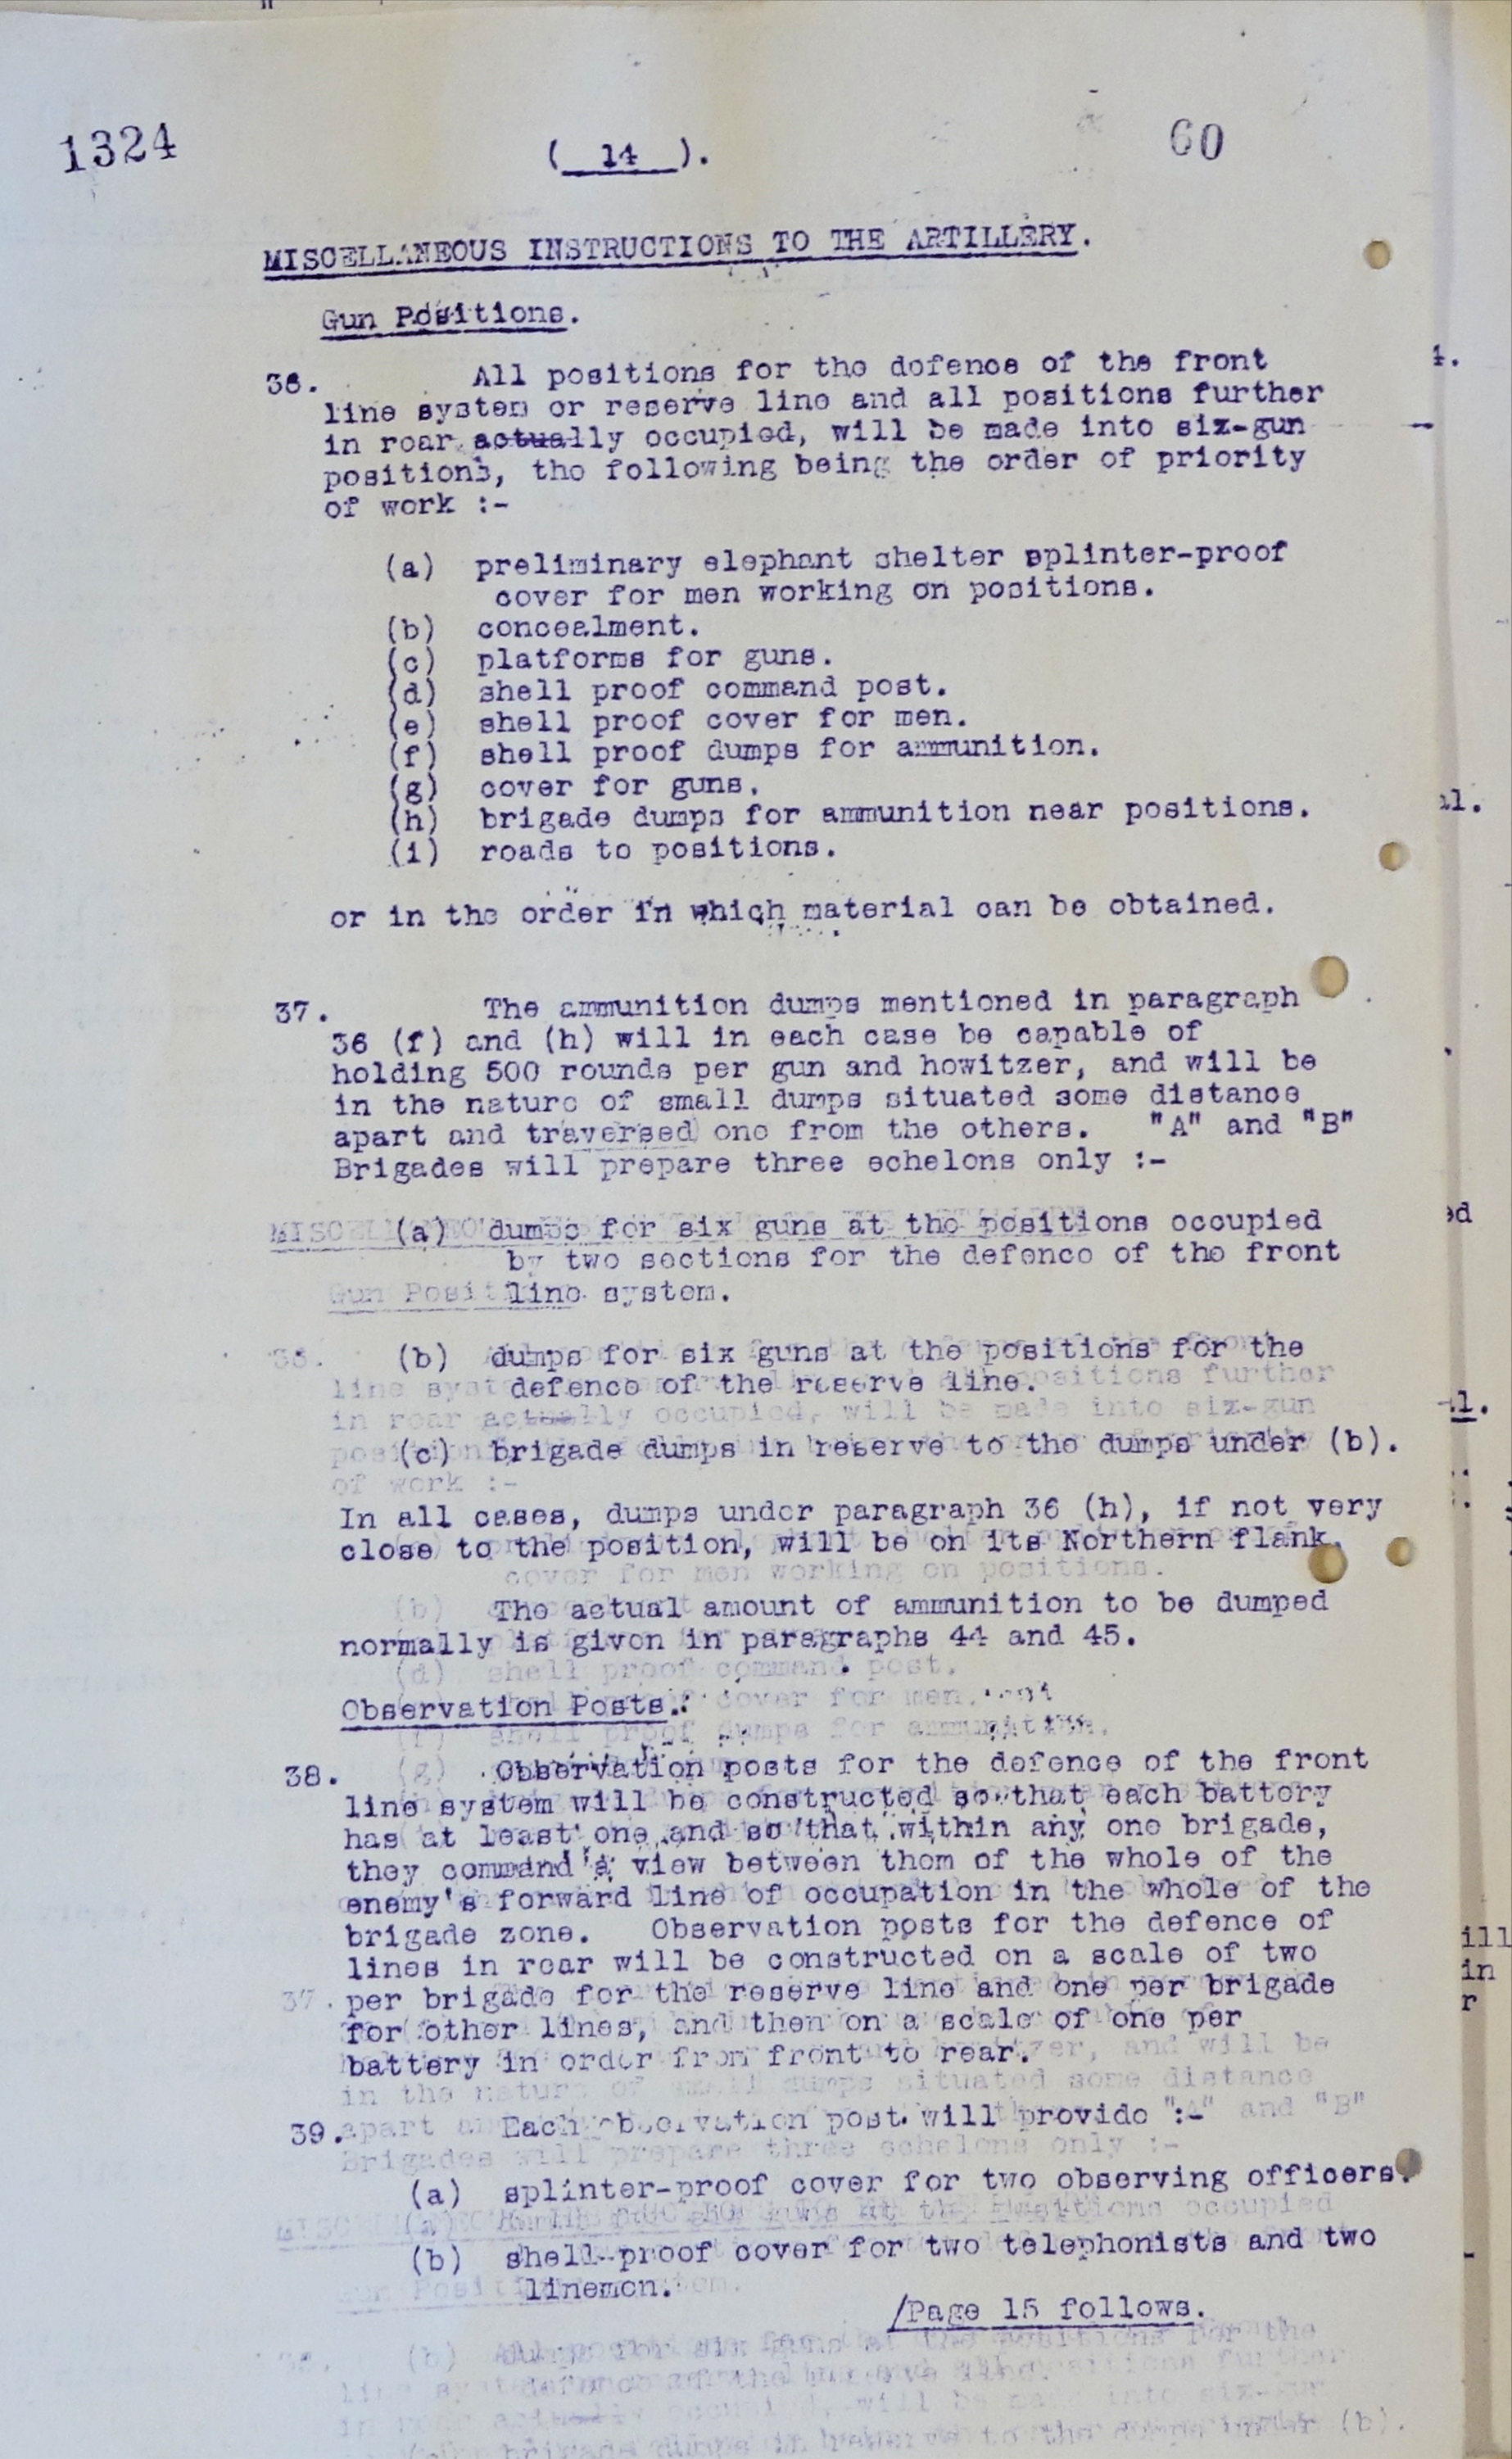 1324
( 14 ).
60
MISCELLANEOUS INSTRUCTIONS TO THE ARTILLERY.
Gun Positions.
36. All positions for the defence of the front
line system or reserve line and all positions further
in rear actually occupied, will be made into six-gun
positions, the following being the order of priority
of work :-
(a) preliminary elephant shelter splinter-proof
cover for men working on positions.
(b) concealment.
(c) platforms for guns.
(d) shell proof command post.
(e) shell proof cover for men.
(f) shell proof dumps for ammunition.
(g) cover for guns.
(h) brigade dumps for ammunition near positions.
(i) roads to positions.
or in the order in which material can be obtained.
37. The ammunition dumps mentioned in paragraph
36 (f) and (h) will in each case be capable of
holding 500 rounds per gun and howitzer, and will be
in the nature of small dumps situated some distance
apart and traversed one from the others. "A" and "B"
Brigades will prepare three echelons only :-
(a) dumps for six guns at the positions occupied
by two sections for the defence of the front
line system.
(b) dumps for six guns at the positions for the
defence of the reserve line.
(c) brigade dumps in reserve to the dumps under (b).
In all cases, dumps under paragraph 36 (h), if not very
close to the position, will be on its Northern flank.
The actual amount of ammunition to be dumped
normally is given in paragraphs 44 and 45.
Observation Posts.
38. Observation posts for the defence of the front
line system will be constructed so that each battery
has at least one and so that within any one brigade,
they command a view between them of the whole of the
enemy's forward line of occupation in the whole of the
brigade zone. Observation posts for the defence of
lines in rear will be constructed on a scale of two
per brigade for the reserve line and one per brigade
for other lines, and then on a scale of one per
battery in order from front to rear.
39. Each observation post will provide :-
(a) splinter-proof cover for two observing officers.
(b) shell-proof cover for two telephonists and two
linemen.
/Page 15 follows.